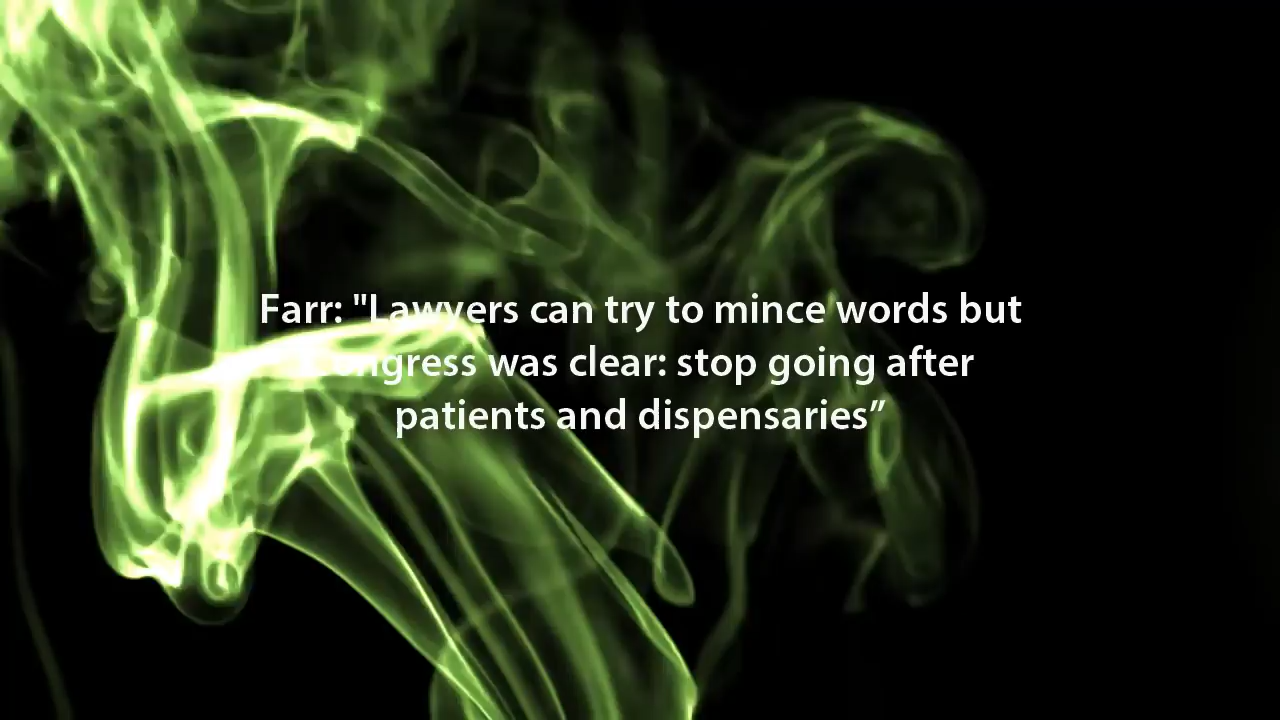 Farr: "Lawyers can try to mince words but
Congress was clear: stop going after
patients and dispensaries”